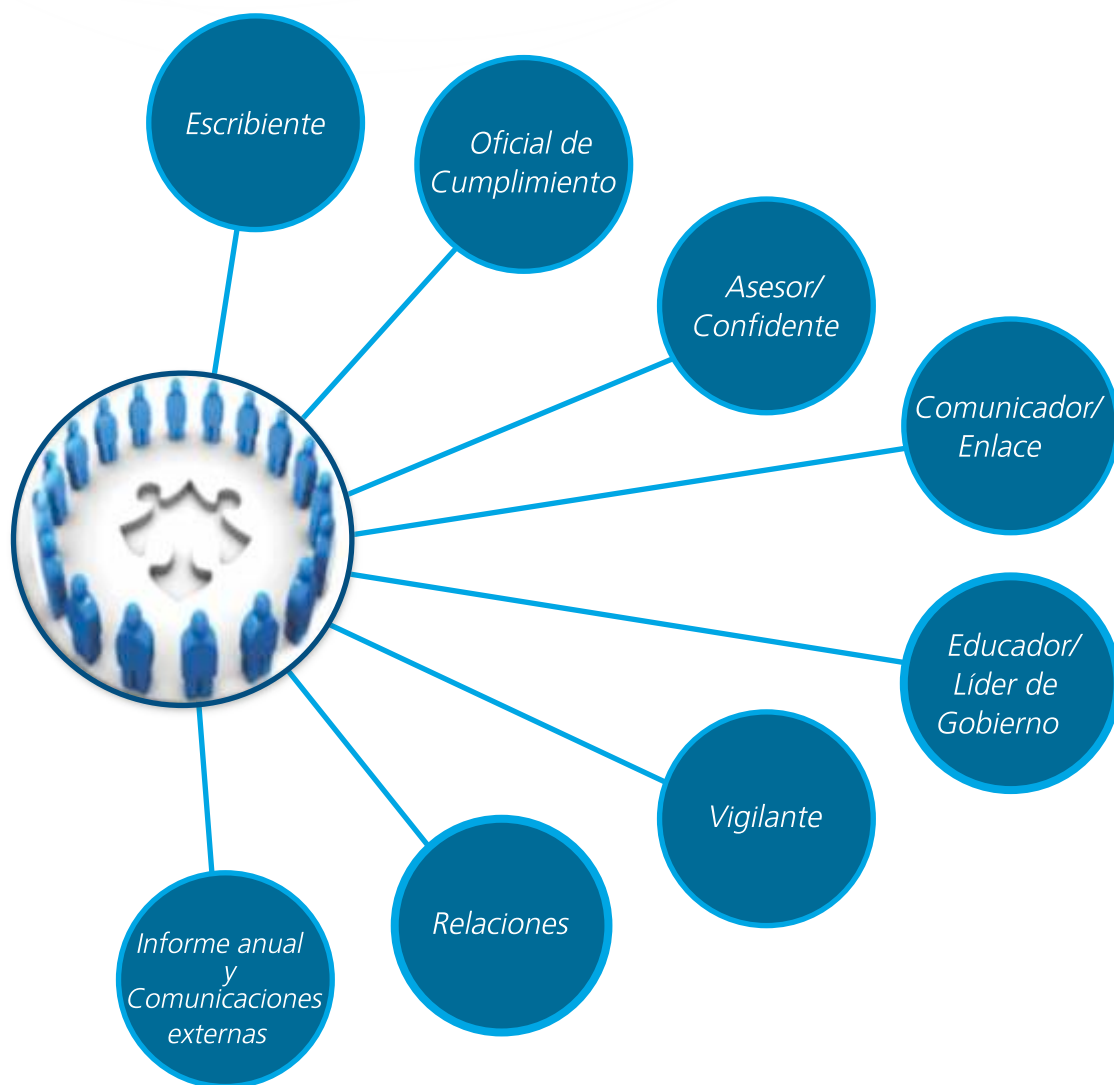 Escribiente
Oficial de
Cumplimiento
Asesor/
Confidente
Comunicador/
Enlace
Educador/
Líder de
Gobierno
Vigilante
Relaciones
Informe anual
y
Comunicaciones
externas